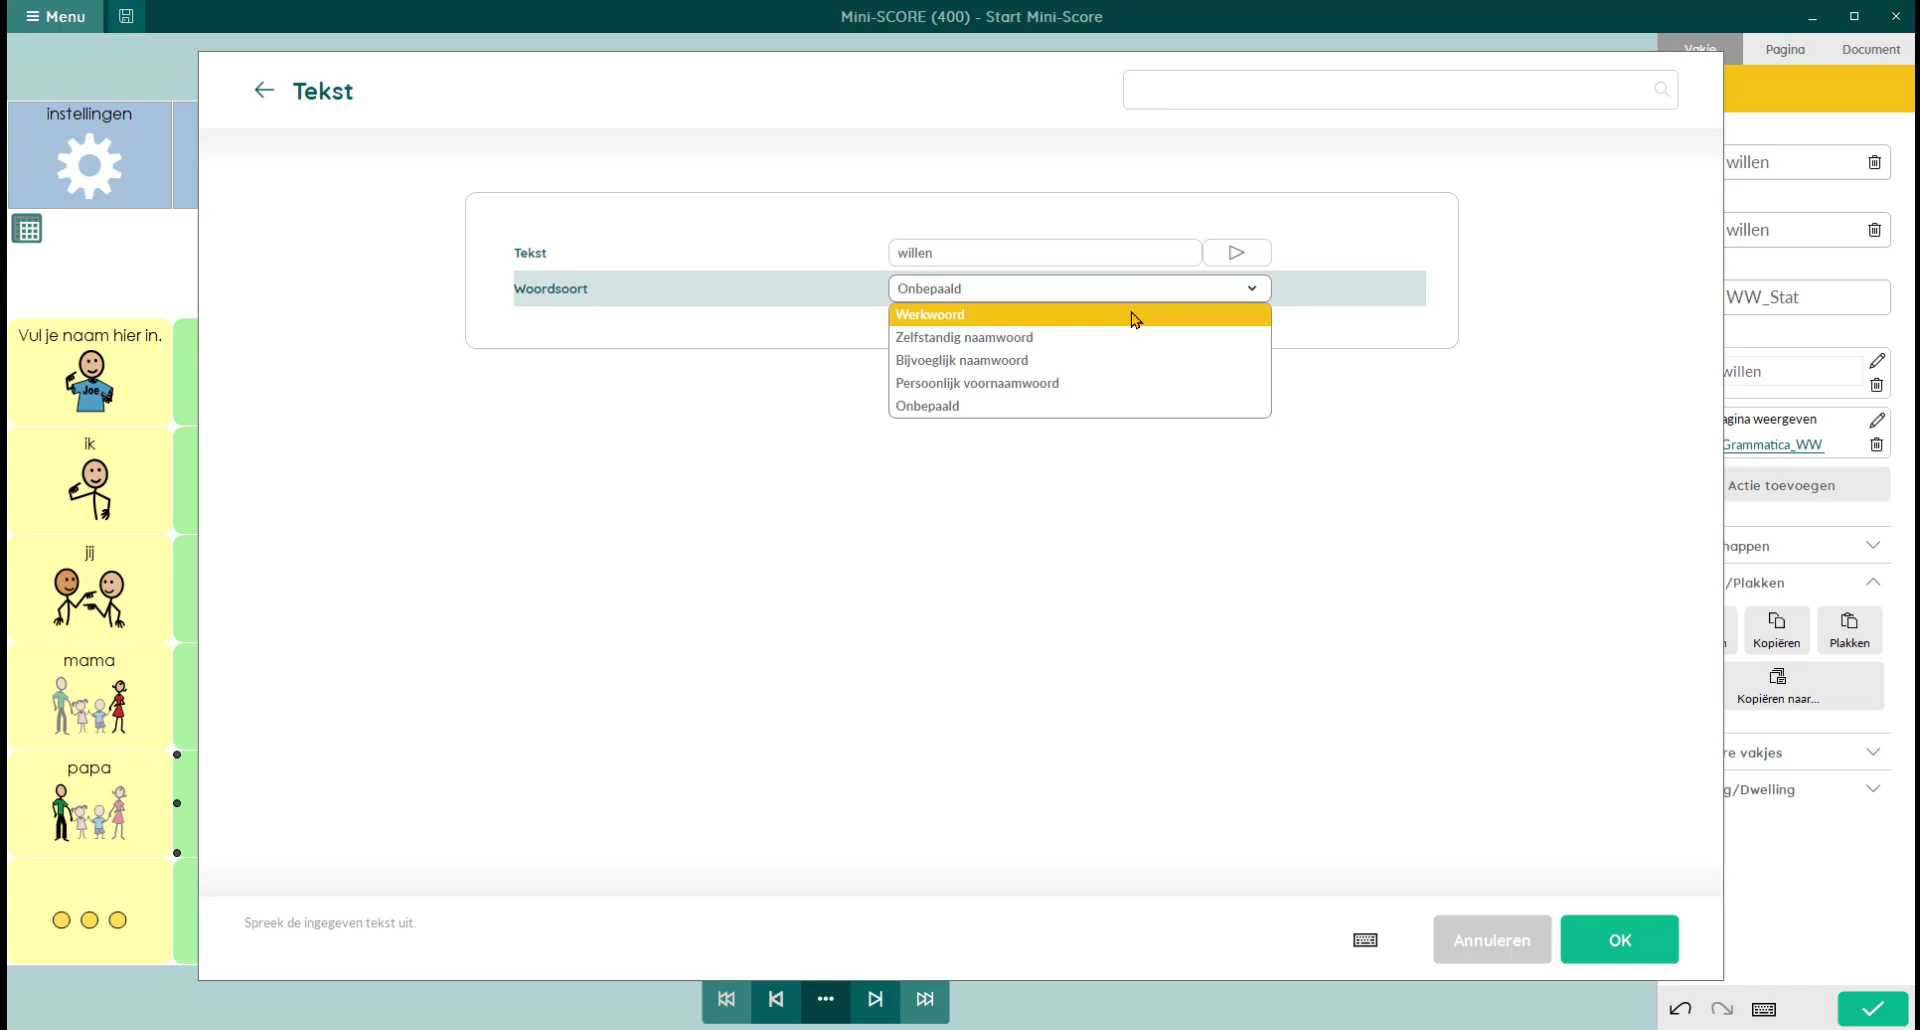 Menu
Mini-SCORE (400) - Start Mini-Score
Vakje
Pagina
Document
Tekst
instellingen
willen
willen
Tekst
willen
Woordsoort
Onbepaald
WW_Stat
Werkwoord
Zelfstandig naamwoord
Bijvoeglijk naamwoord
Persoonlijk voornaamwoord
Onbepaald
Vul je naam hier in.
Joe
willen
agina weergeven
Grammatica_WW
ik
Actie toevoegen
jij
happen
/Plakken
Kopiëren
Plakken
mama
Kopiëren naar...
re vakjes
papa
g/Dwelling
Spreek de ingegeven tekst uit.
Annuleren
OK